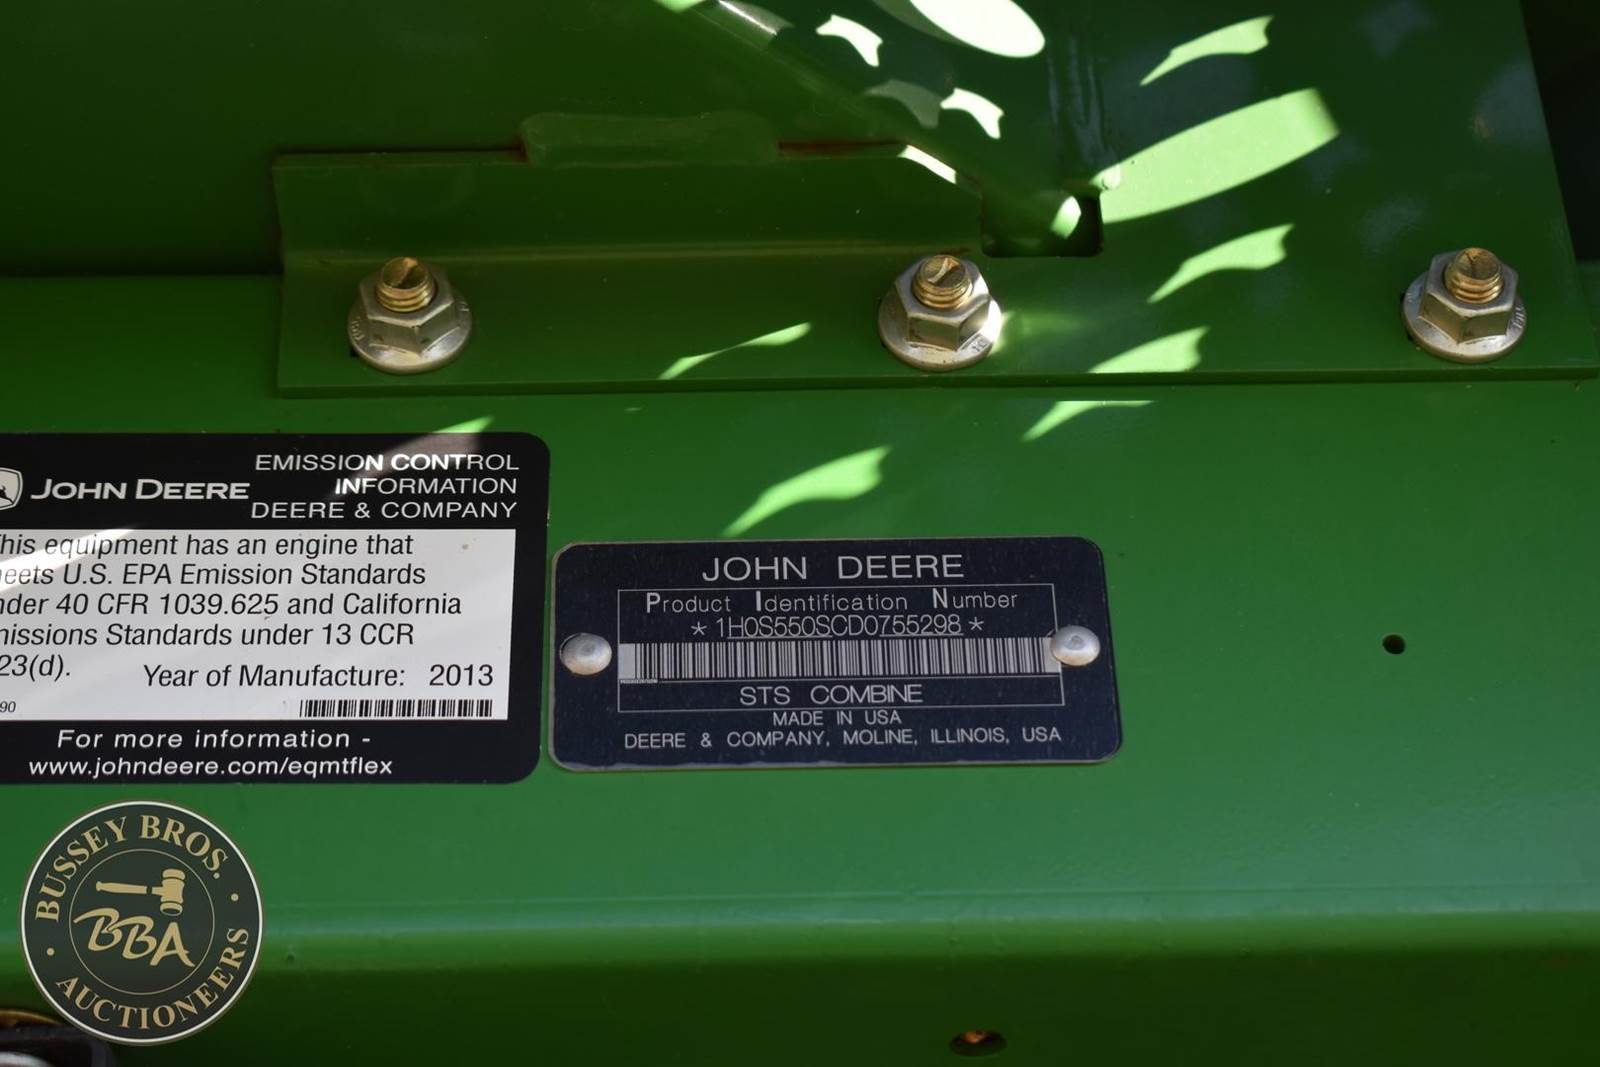 JOHN DEERE
EMISSION CONTROL
INFORMATION
DEERE & COMPANY
his equipment has an engine that
eets U.S. EPA Emission Standards
nder 40 CFR 1039.625 and California
missions Standards under 13 CCR
23(d).
Year of Manufacture: 2013
90
For more information -
www.johndeere.com/eqmtflex
JOHN DEERE
Product Identification Number
*1H0S550SCD0755298*
STS COMBINE
MADE IN USA
DEERE & COMPANY, MOLINE, ILLINOIS, USA
BUSSEY BROS.
BBA
AUCTIONEERS